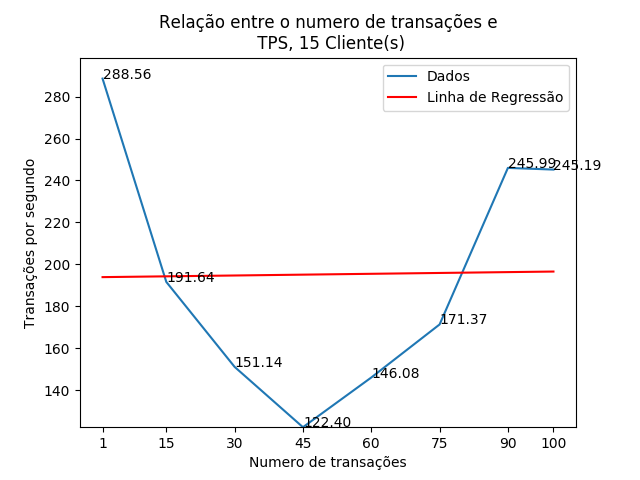 Relação entre o numero de transações e
TPS, 15 Cliente(s)
Dados
Linha de Regressão
288.56
191.64
151.14
122.40
146.08
171.37
245.99
245.19
Transações por segundo
280
260
240
220
200
180
160
140
1 15 30 45 60 75 90 100
Numero de transações